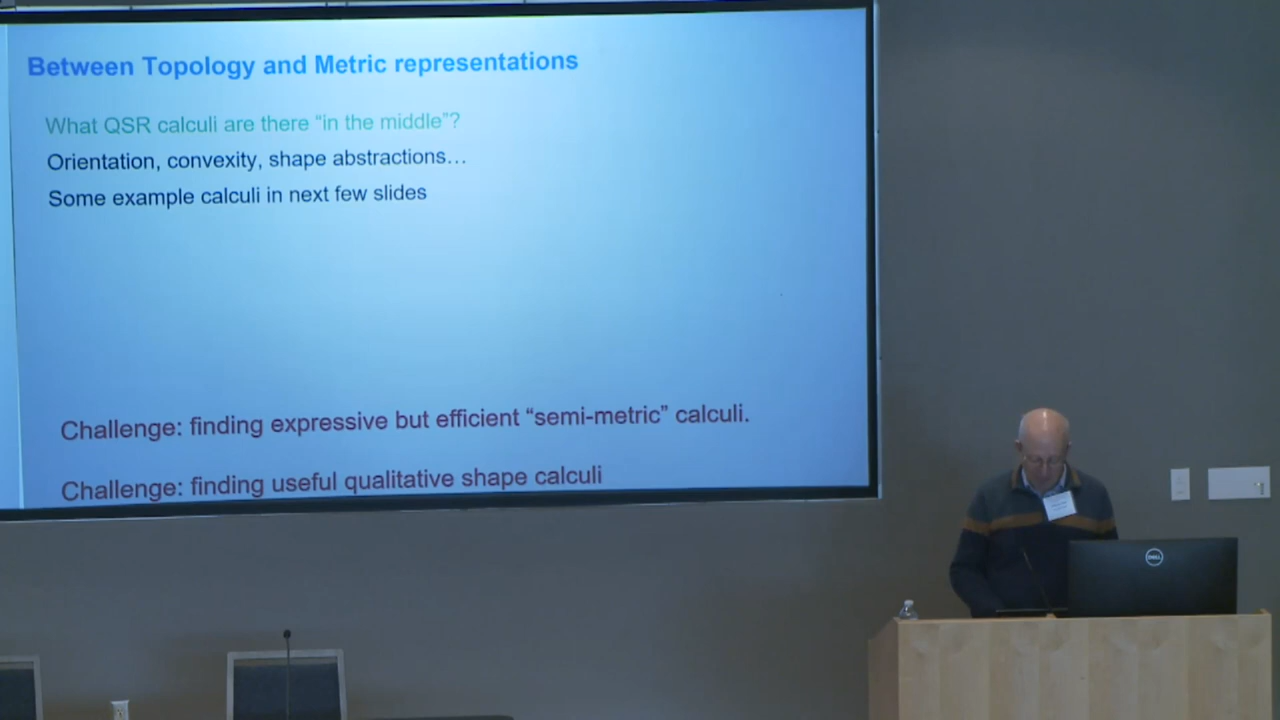 Between Topology and Metric representations
What QSR calculi are there “in the middle”?
Orientation, convexity, shape abstractions…
Some example calculi in next few slides
Challenge: finding expressive but efficient “semi-metric” calculi.
Challenge: finding useful qualitative shape calculi
DELL